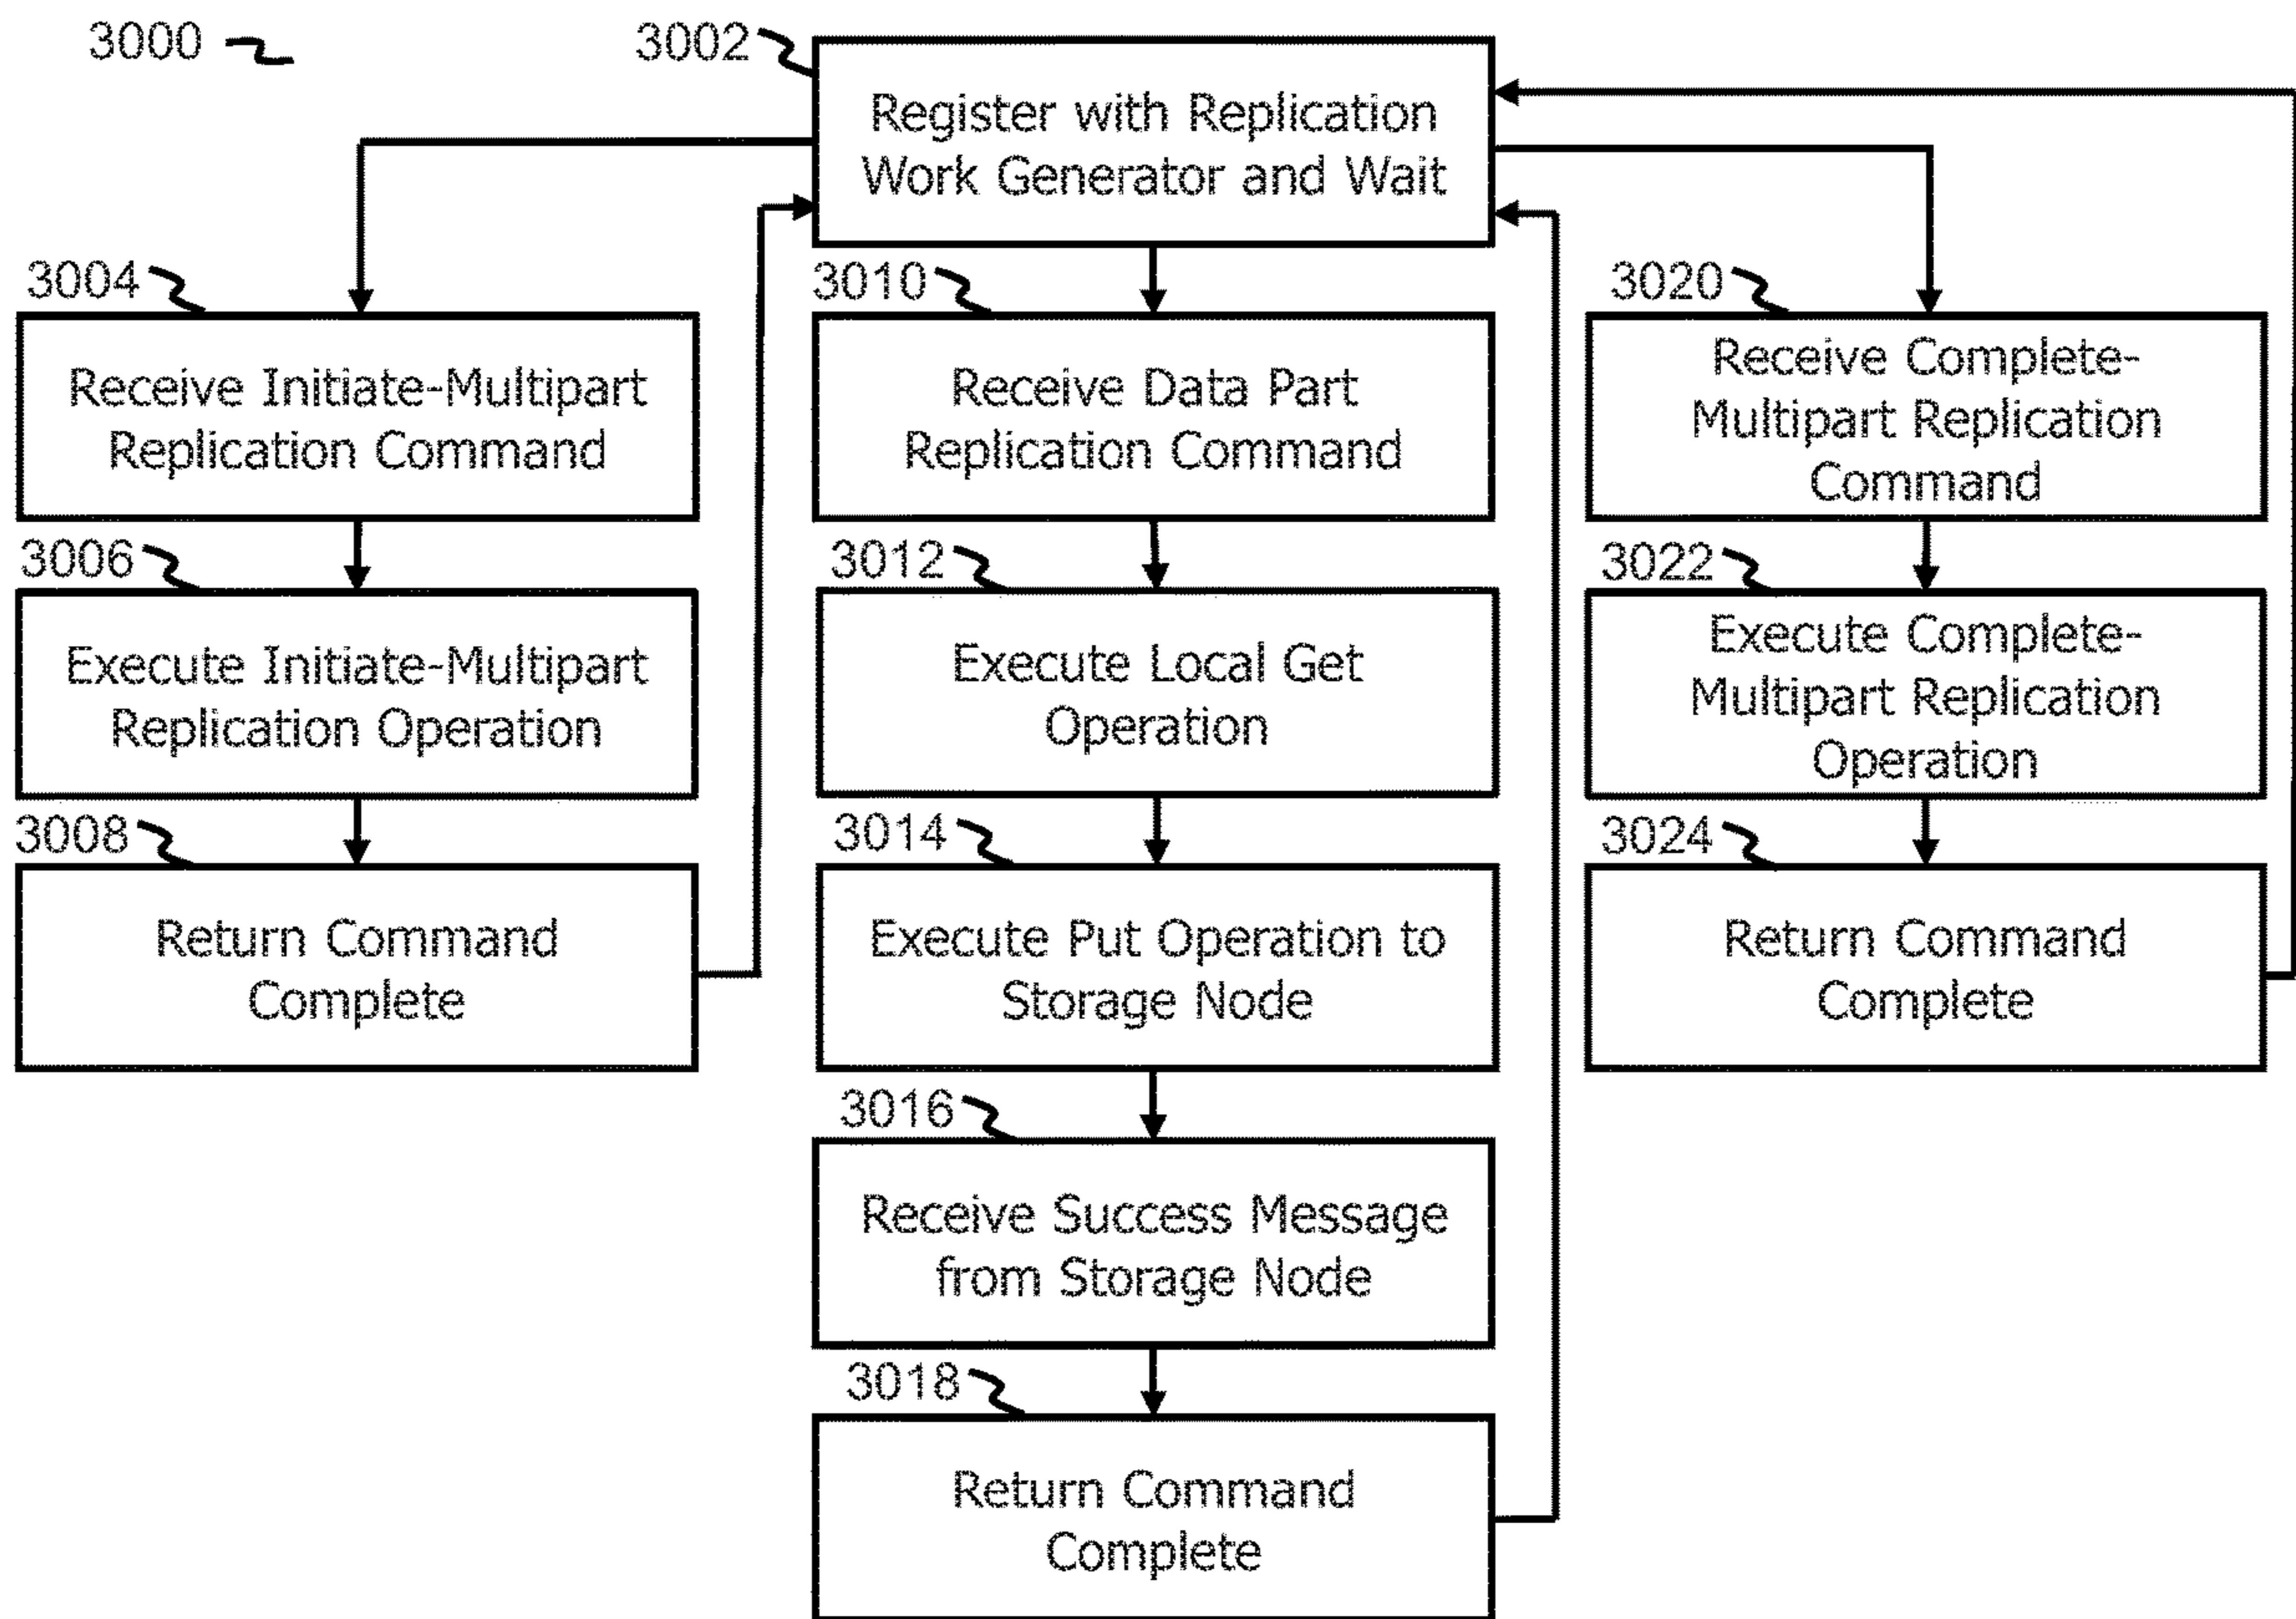 3000
3002
Register with Replication
Work Generator and Wait
3004
Receive Initiate-Multipart
Replication Command
3006
Execute Initiate-Multipart
Replication Operation
3008
Return Command
Complete
3010
Receive Data Part
Replication Command
3012
Execute Local Get
Operation
3014
Execute Put Operation to
Storage Node
3016
Receive Success Message
from Storage Node
3018
Return Command
Complete
3020
Receive Complete-
Multipart Replication
Command
3022
Execute Complete-
Multipart Replication
Operation
3024
Return Command
Complete